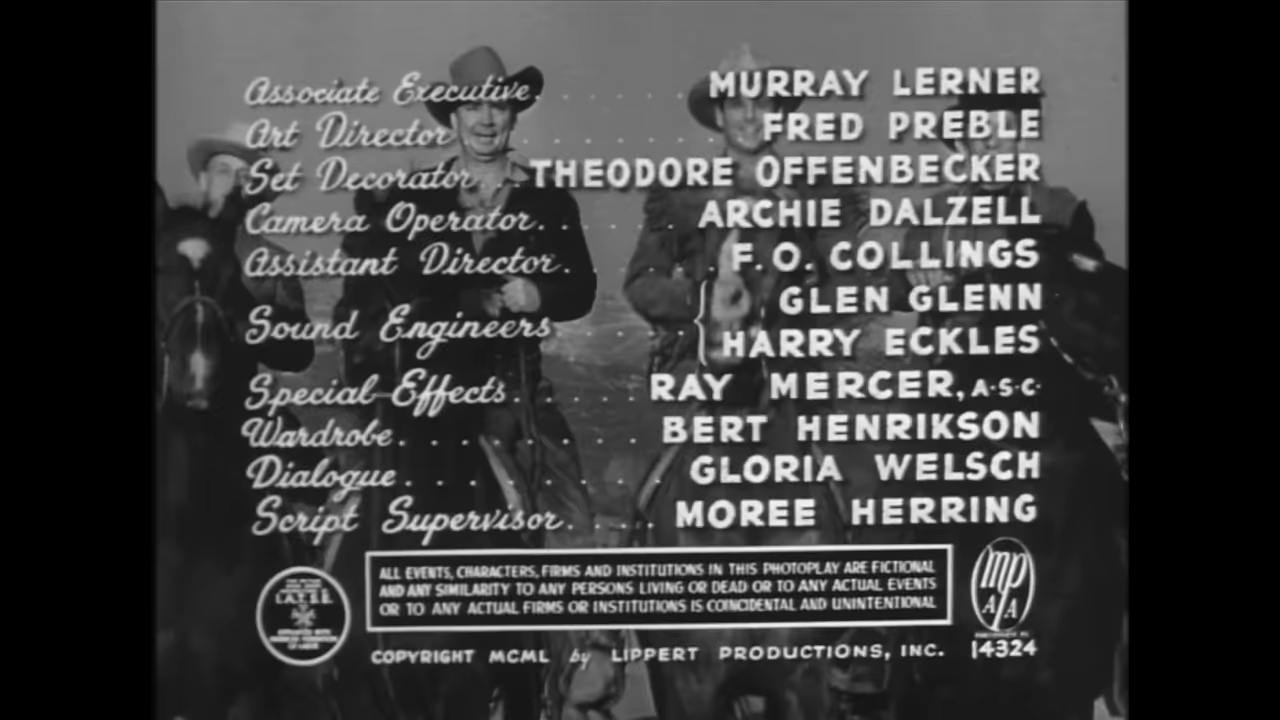 Associate Executive. . . . . . . MURRAY LERNER
Art Director . . . . . . . . . . FRED PREBLE
Set Decorator. . . THEODORE OFFENBECKER
Camera Operator. . . . . . ARCHIE DALZELL
Assistant Director. . . . . . . F.O. COLLINGS
Sound Engineers . . . . . { GLEN GLENN
HARRY ECKLES
Special Effects. . . . . . RAY MERCER, A·S·C·
Wardrobe. . . . . . . . . BERT HENRIKSON
Dialogue. . . . . . . . GLORIA WELSCH
Script Supervisor. . . . . MOREE HERRING
ALL EVENTS, CHARACTERS, FIRMS AND INSTITUTIONS IN THIS PHOTOPLAY ARE FICTIONAL
AND ANY SIMILARITY TO ANY PERSONS LIVING OR DEAD OR TO ANY ACTUAL EVENTS
OR TO ANY ACTUAL FIRMS OR INSTITUTIONS IS COINCIDENTAL AND UNINTENTIONAL
I.A.T.S.E.
MPAA
COPYRIGHT MCML by LIPPERT PRODUCTIONS, INC.
14324